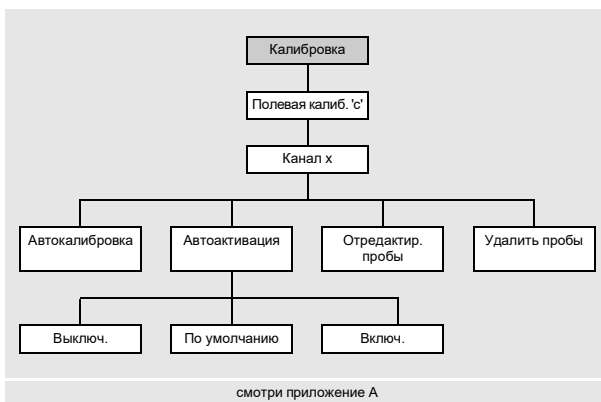 Калибровка
Полевая калиб. 'c'
Канал x
Автокалибровка
Автоактивация
Отредактир.
пробы
Удалить пробы
Выключ.
По умолчанию
Включ.
смотри приложение А